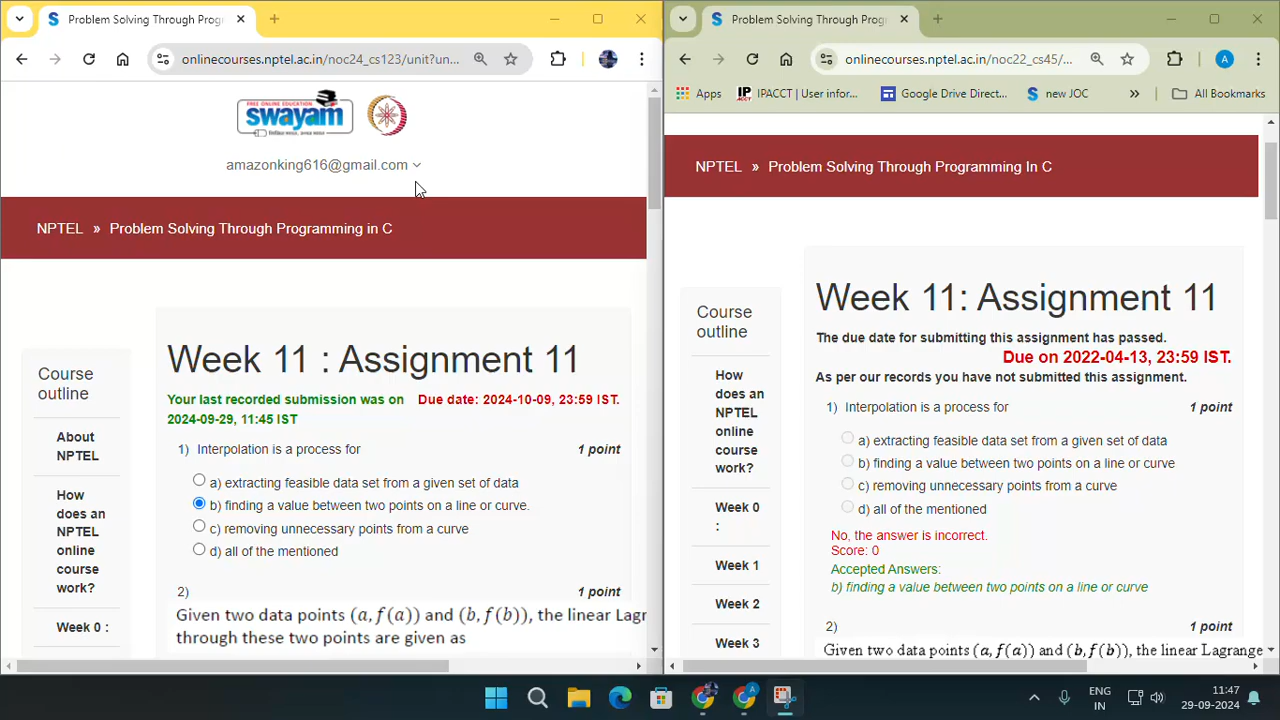 Problem Solving Through Prog
onlinecourses.nptel.ac.in/noc24_cs123/unit?un...
FREE ONLINE EDUCATION
swayam
amazonking616@gmail.com
NPTEL » Problem Solving Through Programming in C
Course
outline
About
NPTEL
How
does an
NPTEL
online
course
work?
Week 0 :
Week 11 : Assignment 11
Your last recorded submission was on
2024-09-29, 11:45 IST
Due date: 2024-10-09, 23:59 IST.
1) Interpolation is a process for 1 point
a) extracting feasible data set from a given set of data
b) finding a value between two points on a line or curve.
c) removing unnecessary points from a curve
d) all of the mentioned
2) 1 point
Given two data points (a, f(a)) and (b, f(b)), the linear Lagr
through these two points are given as
Problem Solving Through Prog
onlinecourses.nptel.ac.in/noc22_cs45/...
A
Apps
IP
IPACCT
IPACCT | User infor...
Google Drive Direct...
new JOC
»
All Bookmarks
NPTEL » Problem Solving Through Programming In C
Course
outline
How
does an
NPTEL
online
course
work?
Week 0
:
Week 1
Week 2
Week 3
Week 11: Assignment 11
The due date for submitting this assignment has passed.
Due on 2022-04-13, 23:59 IST.
As per our records you have not submitted this assignment.
1) Interpolation is a process for 1 point
a) extracting feasible data set from a given set of data
b) finding a value between two points on a line or curve
c) removing unnecessary points from a curve
d) all of the mentioned
No, the answer is incorrect.
Score: 0
Accepted Answers:
b) finding a value between two points on a line or curve
2) 1 point
Given two data points (a, f(a)) and (b, f(b)), the linear Lagrange
ENG
IN
11:47
29-09-2024